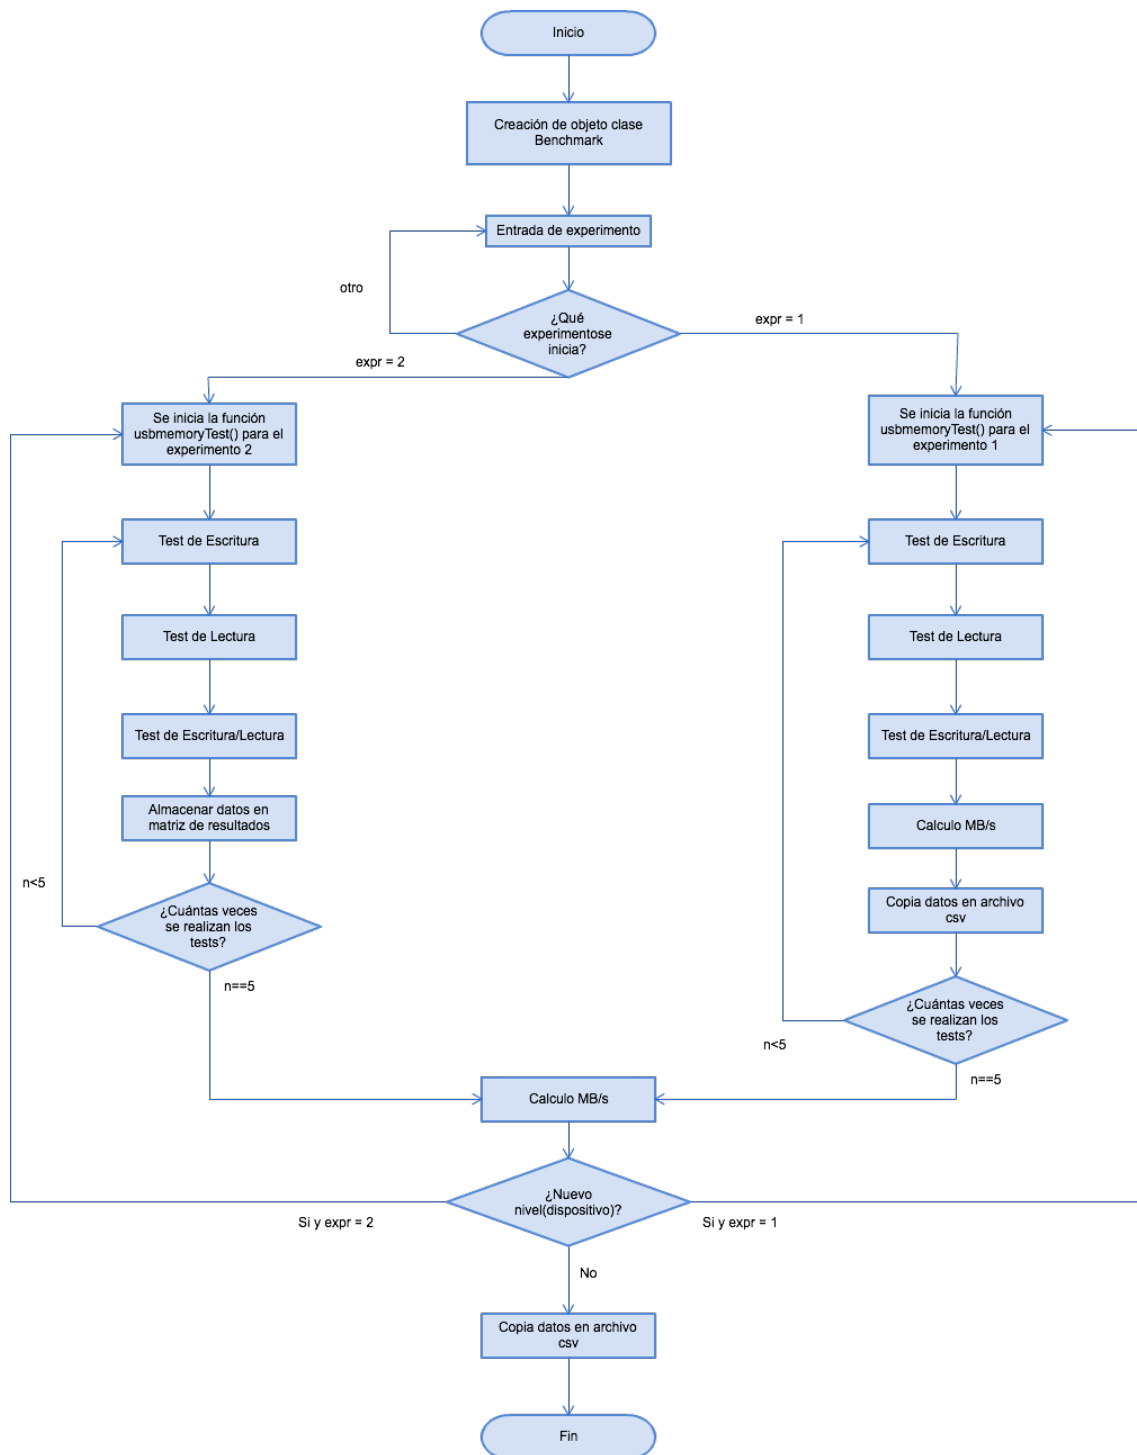 Inicio
Creación de objeto clase
Benchmark
Entrada de experimento
otro
¿Qué
experimentose
inicia?
expr = 1
expr = 2
Se inicia la función
usbmemoryTest() para el
experimento 2
Se inicia la función
usbmemoryTest() para el
experimento 1
Test de Escritura
Test de Escritura
Test de Lectura
Test de Lectura
Test de Escritura/Lectura
Test de Escritura/Lectura
Almacenar datos en
matriz de resultados
Calculo MB/s
n<5
¿Cuántas veces
se realizan los
tests?
Copia datos en archivo
csv
n==5
¿Cuántas veces
se realizan los
tests?
n<5
n==5
Calculo MB/s
¿Nuevo
nivel(dispositivo)?
Si y expr = 2
Si y expr = 1
No
Copia datos en archivo
csv
Fin